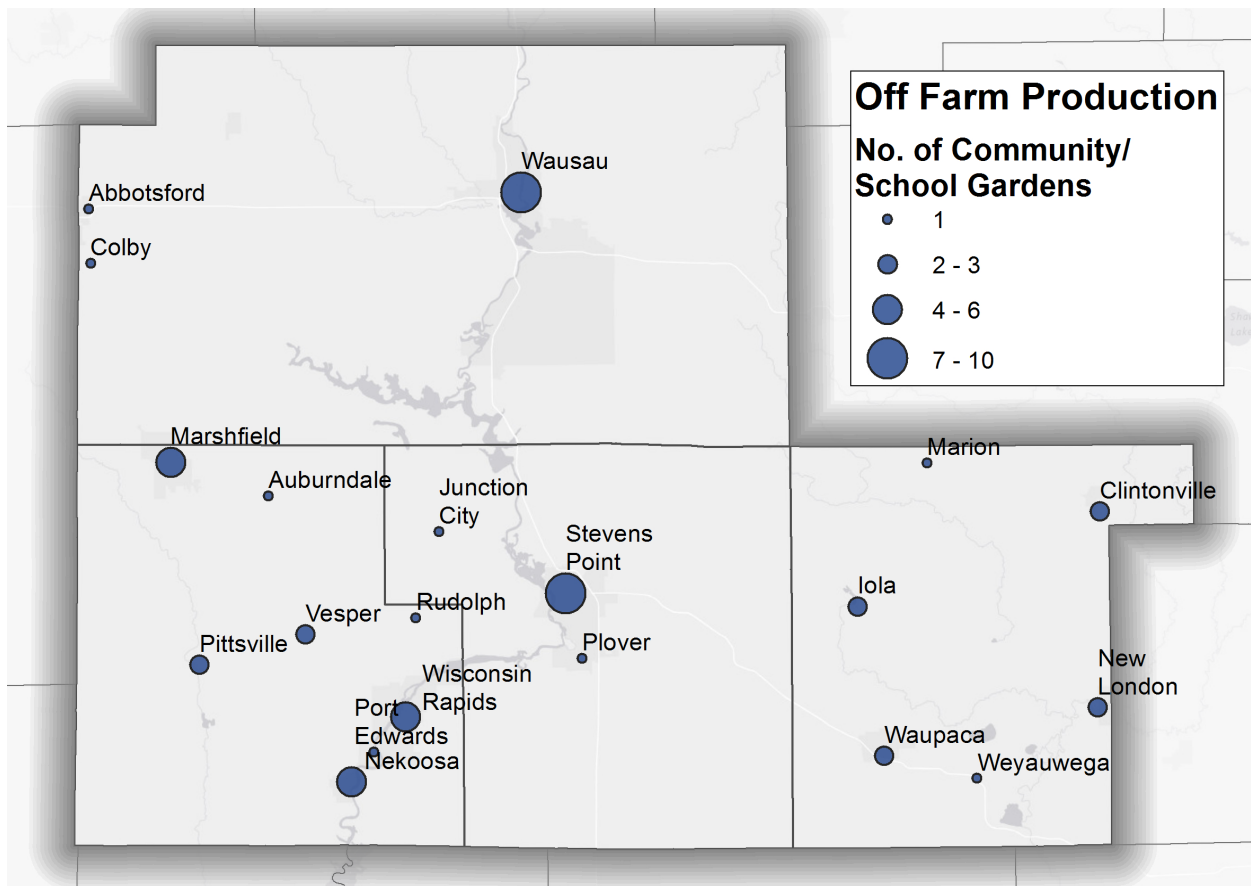 Off Farm Production
No. of Community/
School Gardens
1
2 - 3
4 - 6
7 - 10
Wausau
Abbotsford
Colby
Marshfield
Auburndale
Junction
City
Stevens
Point
Marion
Clintonville
Iola
Rudolph
Vesper
Pittsville
Plover
Wisconsin
Rapids
Port
Edwards
Nekoosa
New
London
Waupaca
Weyauwega